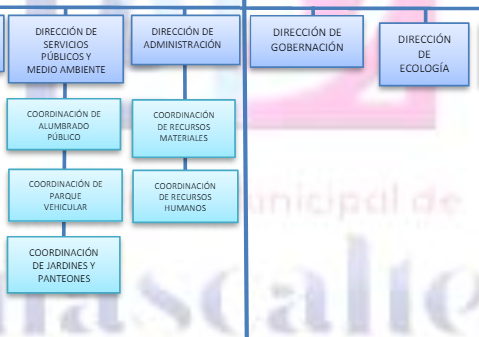 DIRECCIÓN DE
SERVICIOS
PÚBLICOS Y
MEDIO AMBIENTE
DIRECCIÓN DE
ADMINISTRACIÓN
DIRECCIÓN DE
GOBERNACIÓN
DIRECCIÓN
DE
ECOLOGÍA
COORDINACIÓN DE
ALUMBRADO
PÚBLICO
COORDINACIÓN
DE RECURSOS
MATERIALES
COORDINACIÓN DE
PARQUE
VEHICULAR
COORDINACIÓN
DE RECURSOS
HUMANOS
COORDINACIÓN
DE JARDINES Y
PANTEONES